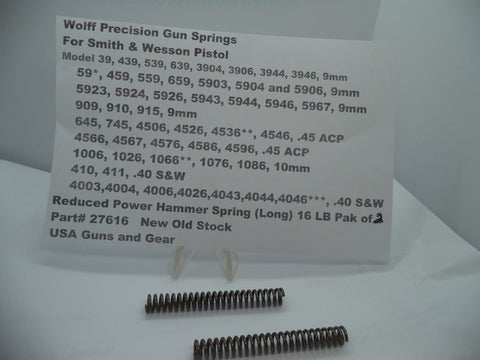 Wolff Precision Gun Springs
For Smith & Wesson Pistol
Model 39, 439, 539, 639, 3904, 3906, 3944, 3946, 9mm
59*, 459, 559, 659, 5903, 5904 and 5906, 9mm
5923, 5924, 5926, 5943, 5944, 5946, 5967, 9mm
909, 910, 915, 9mm
645, 745, 4506, 4526, 4536**, 4546, .45 ACP
4566, 4567, 4576, 4586, 4596, .45 ACP
1006, 1026, 1066**, 1076, 1086, 10mm
410, 411, .40 S&W
4003,4004, 4006,4026,4043,4044,4046***, .40 S&W
Reduced Power Hammer Spring (Long) 16 LB Pak of 2
Part# 27616 New Old Stock
USA Guns and Gear